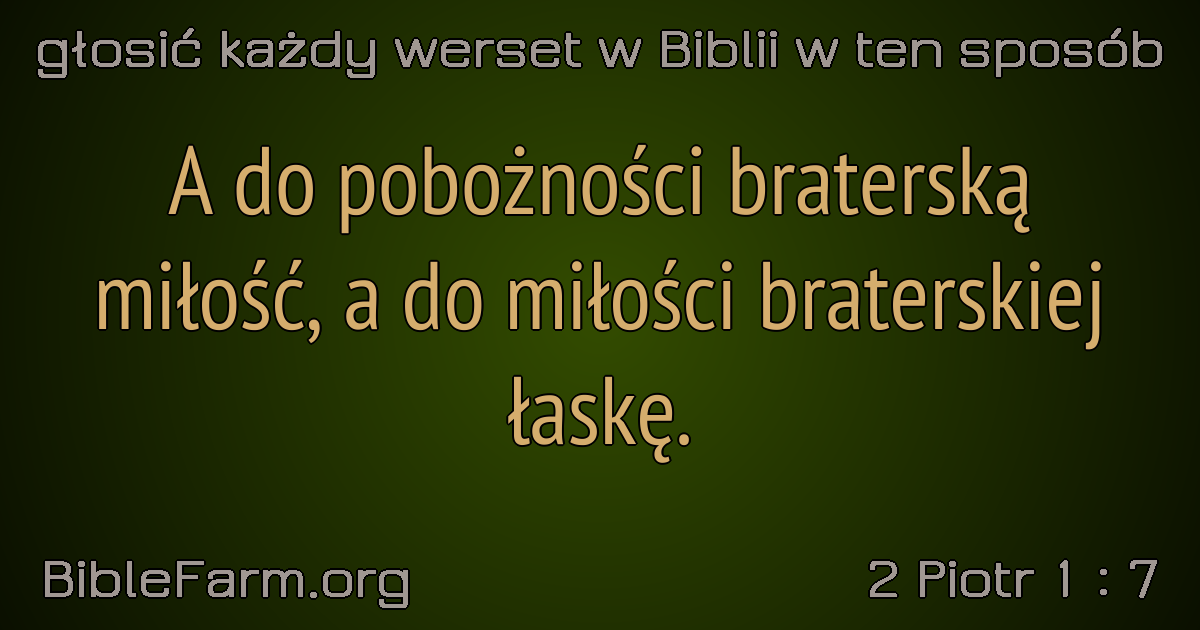 głosić każdy werset w Biblii w ten sposób
A do pobożności braterską
miłość, a do miłości braterskiej
łaskę.
BibleFarm.org
2 Piotr 1 : 7